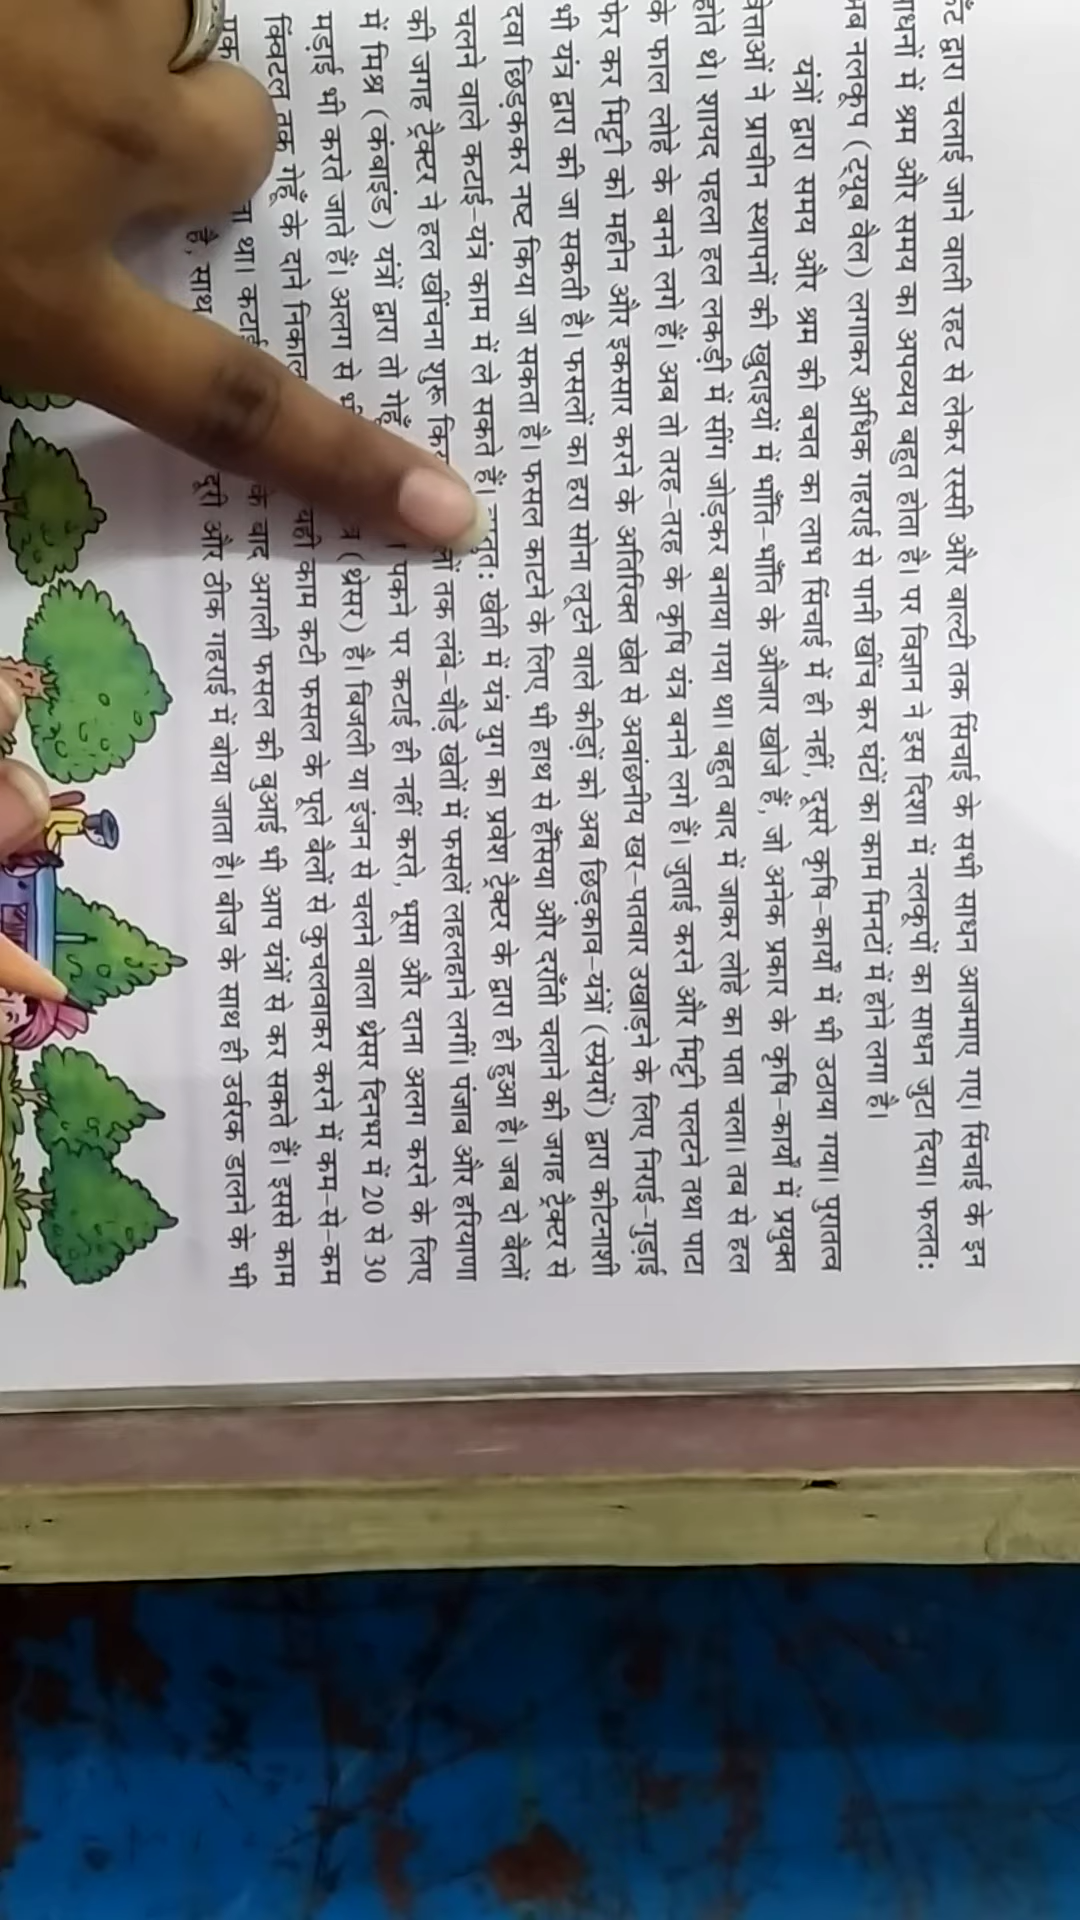 द्वारा चलाई जाने वाली रहट से लेकर रस्सी और बाल्टी तक सिंचाई के सभी साधन आजमाए गए। सिंचाई के इन
में श्रम और समय का अपव्यय बहुत होता है। पर विज्ञान ने इस दिशा में नलकूपों का साधन जुटा दिया। फलत:
नलकूप (ट्यूब वैल) लगाकर अधिक गहराई से पानी खींच कर घंटों का काम मिनटों में होने लगा है।
यंत्रों द्वारा समय और श्रम की बचत का लाभ सिंचाई में ही नहीं, दूसरे कृषि-कार्यों में भी उठाया गया। पुरातत्व
ने प्राचीन स्थापनों की खुदाइयों में भाँति-भाँति के औजार खोजे हैं, जो अनेक प्रकार के कृषि-कार्यों में प्रयुक्त
होते थे। शायद पहला हल लकड़ी में सींग जोड़कर बनाया गया था। बहुत बाद में जाकर लोहे का पता चला। तब से हल
के फाल लोहे के बनने लगे हैं। अब तो तरह-तरह के कृषि यंत्र बनने लगे हैं। जुताई करने और मिट्टी पलटने तथा पाटा
फेर कर मिट्टी को महीन और इकसार करने के अतिरिक्त खेत से अवांछनीय खर-पतवार उखाड़ने के लिए निराई-गुड़ाई
भी यंत्र द्वारा की जा सकती है। फसलों का हरा सोना लूटने वाले कीड़ों को अब छिड़काव-यंत्रों (स्प्रेयरों) द्वारा कीटनाशी
दवा छिड़ककर नष्ट किया जा सकता है। फसल काटने के लिए भी हाथ से हँसिया और दराँती चलाने की जगह ट्रैक्टर से
चलने वाले कटाई-यंत्र काम में ले सकते हैं। खेती में यंत्र युग का प्रवेश ट्रैक्टर के द्वारा ही हुआ है। जब दो बैलों
की जगह ट्रैक्टर ने हल खींचना शुरू तक लंबे-चौड़े खेतों में फसलें लहलहाने लगीं। पंजाब और हरियाणा
में मिश्र (कंबाइंड) यंत्रों द्वारा तो गेहूँ पकने पर कटाई ही नहीं करते, भूसा और दाना अलग करने के लिए
मड़ाई भी करते जाते हैं। अलग से (थ्रेसर) है। बिजली या इंजन से चलने वाला थ्रेसर दिनभर में 20 से 30
क्विंटल तक गेहूँ के दाने यही काम कटी फसल के पूले बैलों से कुचलवाकर करने में कम-से-कम
था। के बाद अगली फसल की बुआई भी आप यंत्रों से कर सकते हैं। इससे काम
है, साथ दूरी और ठीक गहराई में बोया जाता है। बीज के साथ ही उर्वरक डालने के भी